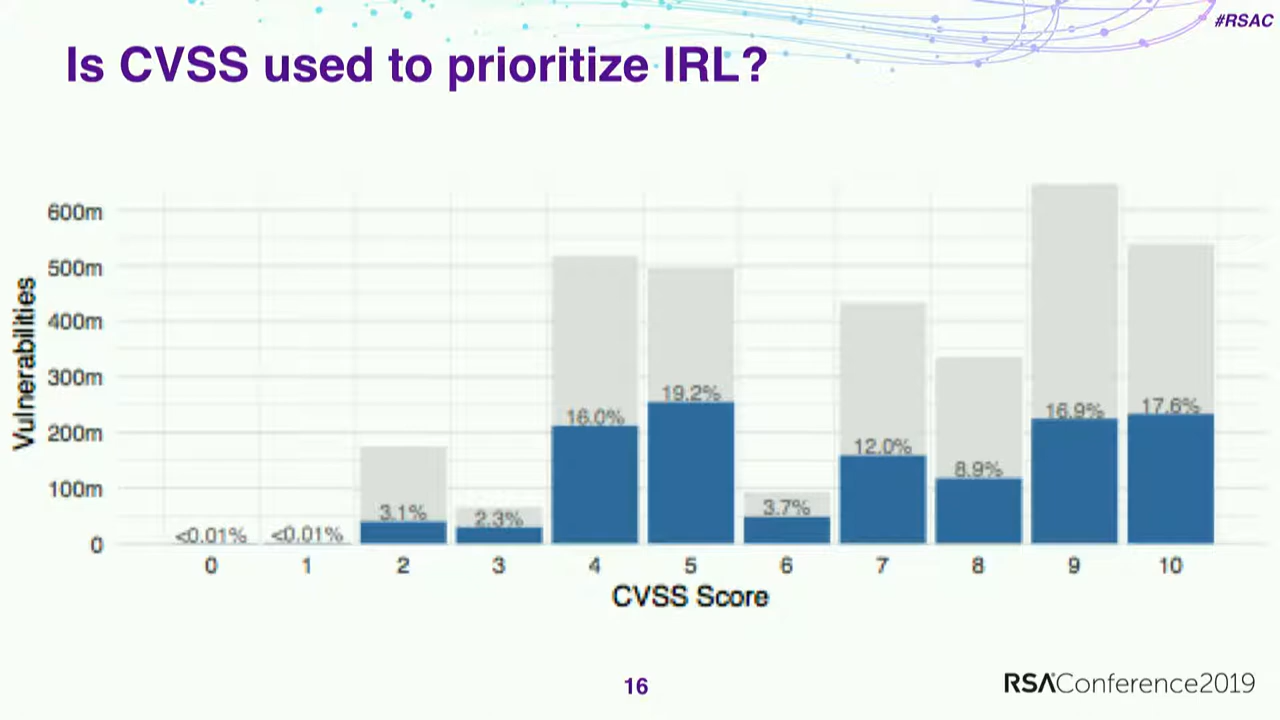 #RSAC
Is CVSS used to prioritize IRL?
Vulnerabilities
600m
500m
400m
300m
200m
100m
0
<0.01%
<0.01%
3.1%
2.3%
16.0%
19.2%
3.7%
12.0%
8.9%
16.9%
17.6%
0 1 2 3 4 5 6 7 8 9 10
CVSS Score
16
RSAConference2019